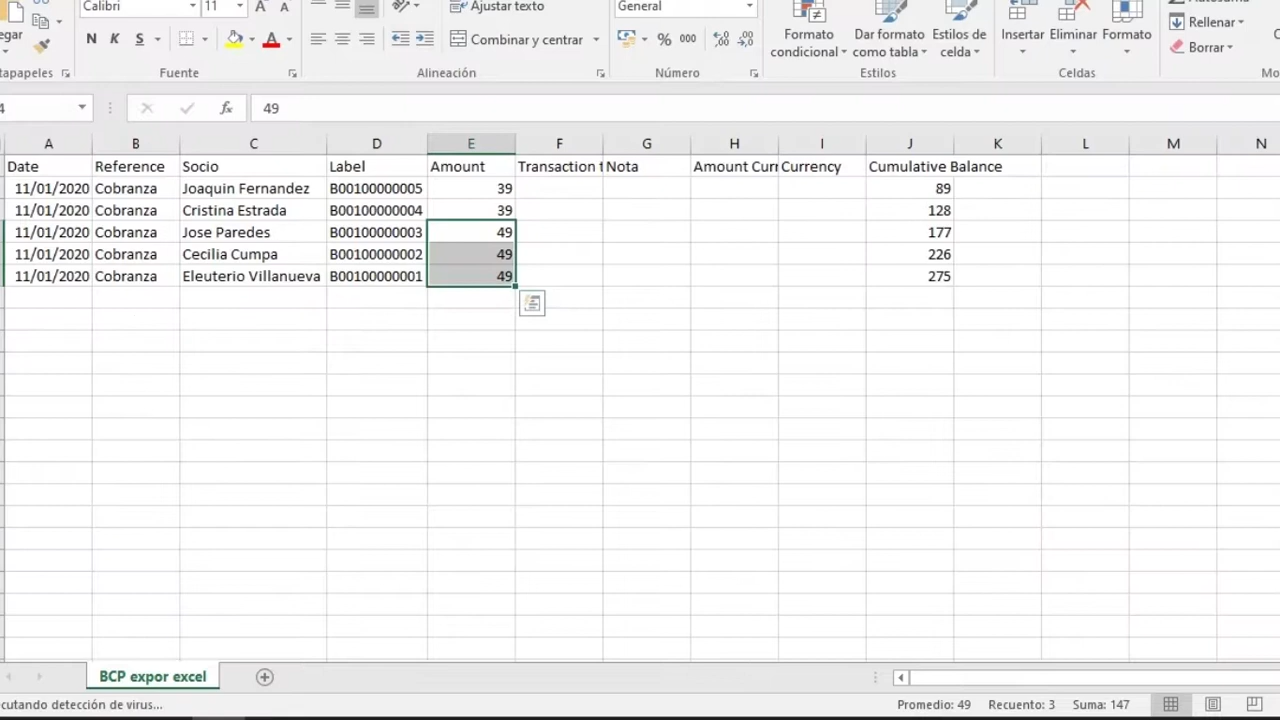 Calibri 11 Ajustar texto General
Formato condicional Dar formato como tabla Estilos de celda Insertar Eliminar Formato Rellenar
N K S Combinar y centrar % 000 Borrar
Fuente Alineación Número Estilos Celdas
49
A B C D E F G H I J K L M N
Date Reference Socio Label Amount Transaction t Nota Amount Curr Currency Cumulative Balance
11/01/2020 Cobranza Joaquin Fernandez B00100000005 39 89
11/01/2020 Cobranza Cristina Estrada B00100000004 39 128
11/01/2020 Cobranza Jose Paredes B00100000003 49 177
11/01/2020 Cobranza Cecilia Cumpa B00100000002 49 226
11/01/2020 Cobranza Eleuterio Villanueva B00100000001 49 275
BCP expor excel
cutando detección de virus... Promedio: 49 Recuento: 3 Suma: 147